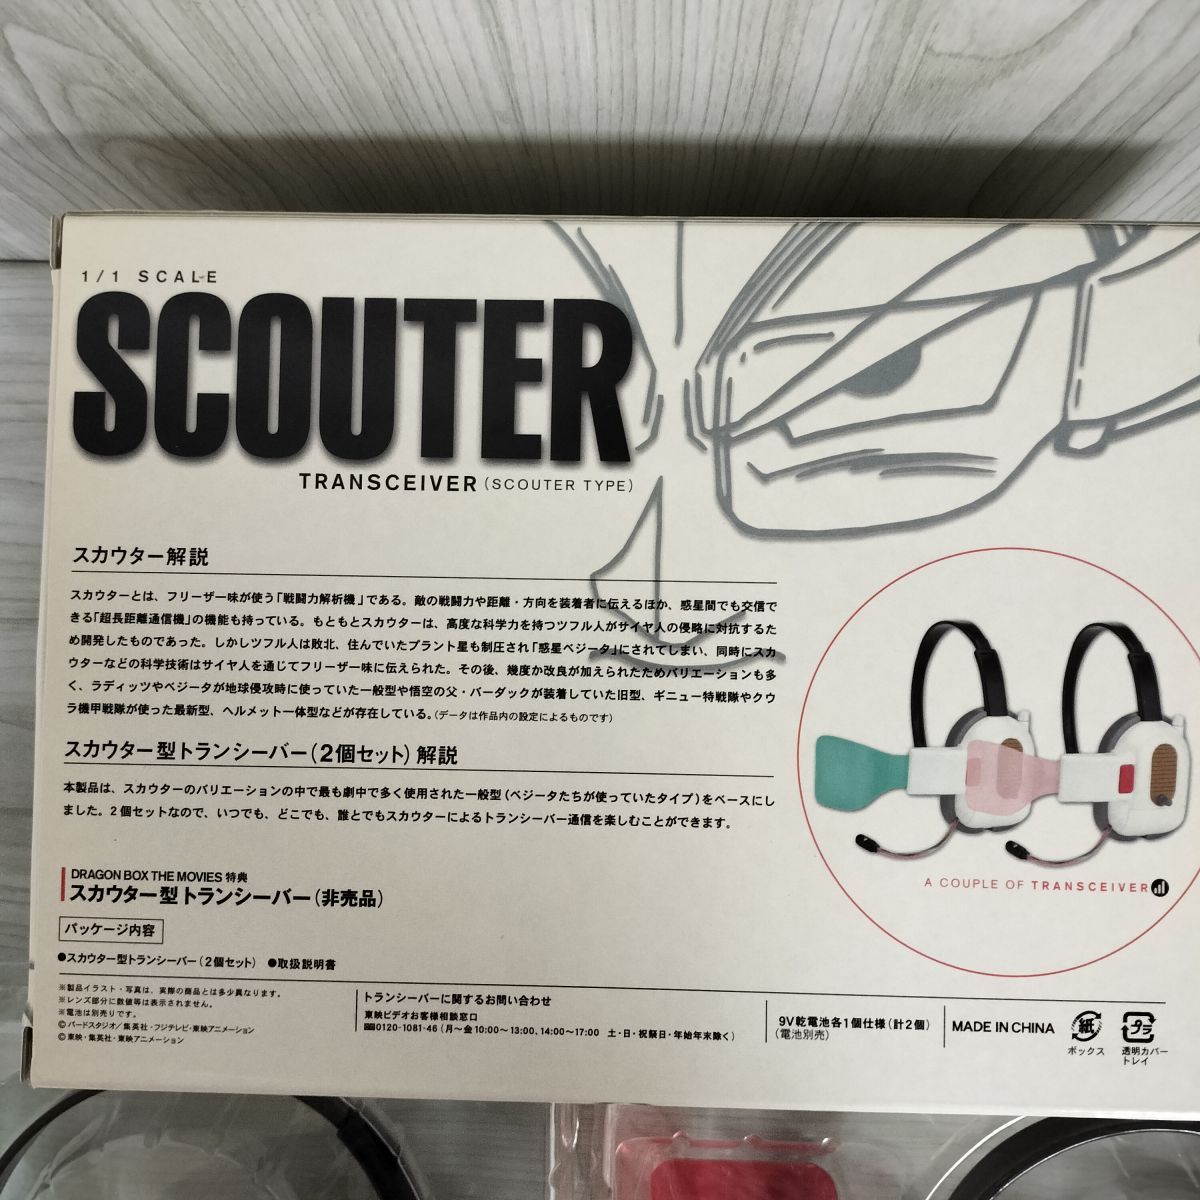 1/1 SCALE
SCOUTER
TRANSCEIVER (SCOUTER TYPE)
スカウター解説
スカウターとは、フリーザ一味が使う「戦闘力解析機」である。敵の戦闘力や距離・方向を装着者に伝えるほか、惑星間でも交信で
きる「超長距離通信機」の機能も持っている。もともとスカウターは、高度な科学力を持つツフル人がサイヤ人の侵略に対抗するた
め開発したものであった。しかしツフル人は敗北、住んでいたプラント星も制圧され「惑星ベジータ」にされてしまい、同時にスカ
ウターなどの科学技術はサイヤ人を通じてフリーザ一味に伝えられた。その後、幾度か改良が加えられたためバリエーションも多
く、ラディッツやベジータが地球侵攻時に使っていた一般型や悟空の父・バーダックが装着していた旧型、ギニュー特戦隊やクウ
ラ機甲戦隊が使った最新型、ヘルメット一体型などが存在している。(データは作品内の設定によるものです)
スカウター型トランシーバー(2個セット)解説
本製品は、スカウターのバリエーションの中で最も劇中で多く使用された一般型(ベジータたちが使っていたタイプ)をベースにし
ました。2個セットなので、いつでも、どこでも、誰とでもスカウターによるトランシーバー通信を楽しむことができます。
A COUPLE OF TRANSCEIVER
DRAGON BOX THE MOVIES 特典
スカウター型トランシーバー(非売品)
パッケージ内容
●スカウター型トランシーバー(2個セット) ●取扱説明書
※製品イラスト・写真は、実際の商品とは多少異なります。
※レンズ部分に数値等は表示されません。
※電池は別売りです。
©バードスタジオ/集英社・フジテレビ・東映アニメーション
©東映・集英社・東映アニメーション
トランシーバーに関するお問い合わせ
東映ビデオお客様相談窓口
0120-1081-46 (月~金 10:00~13:00、14:00~17:00 土・日・祝祭日・年始年末除く)
9V乾電池各1個仕様(計2個)
(電池別売)
MADE IN CHINA
紙
ボックス
プラ
透明カバー
トレイ